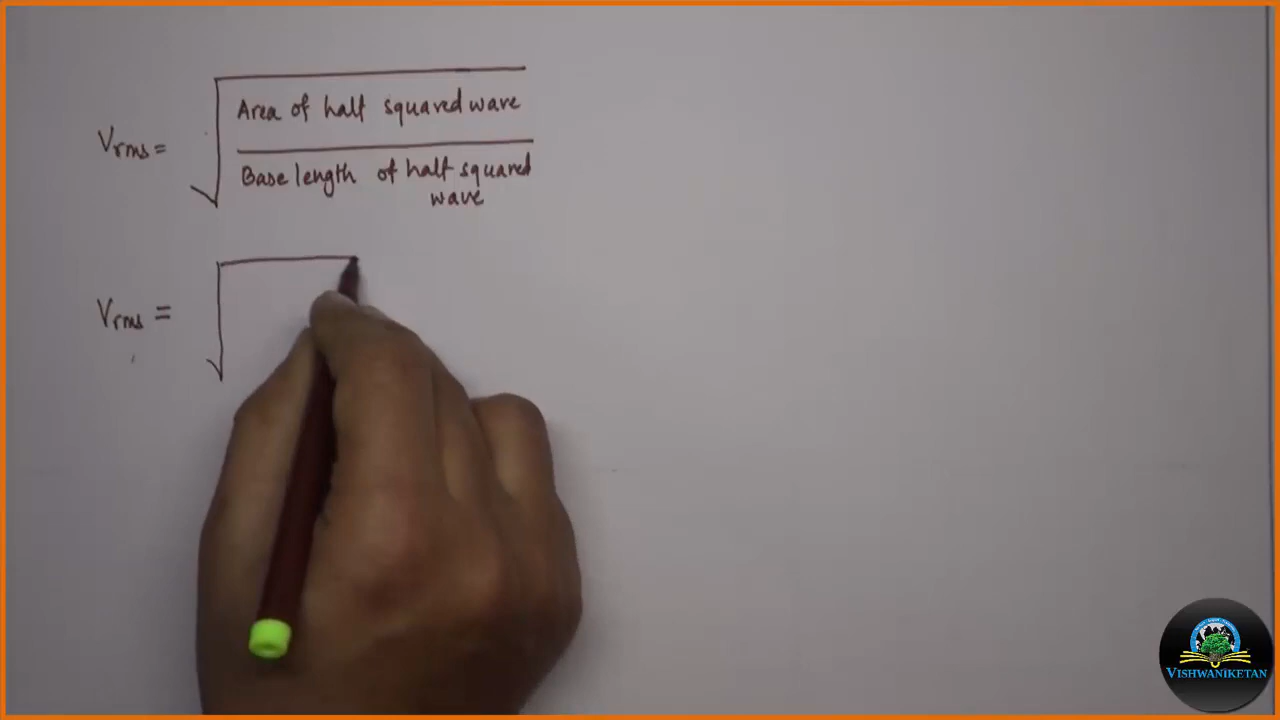 Vrms = √
Area of half squared wave
Base length of half squared
wave
Vrms = √
VISHWANIKETAN